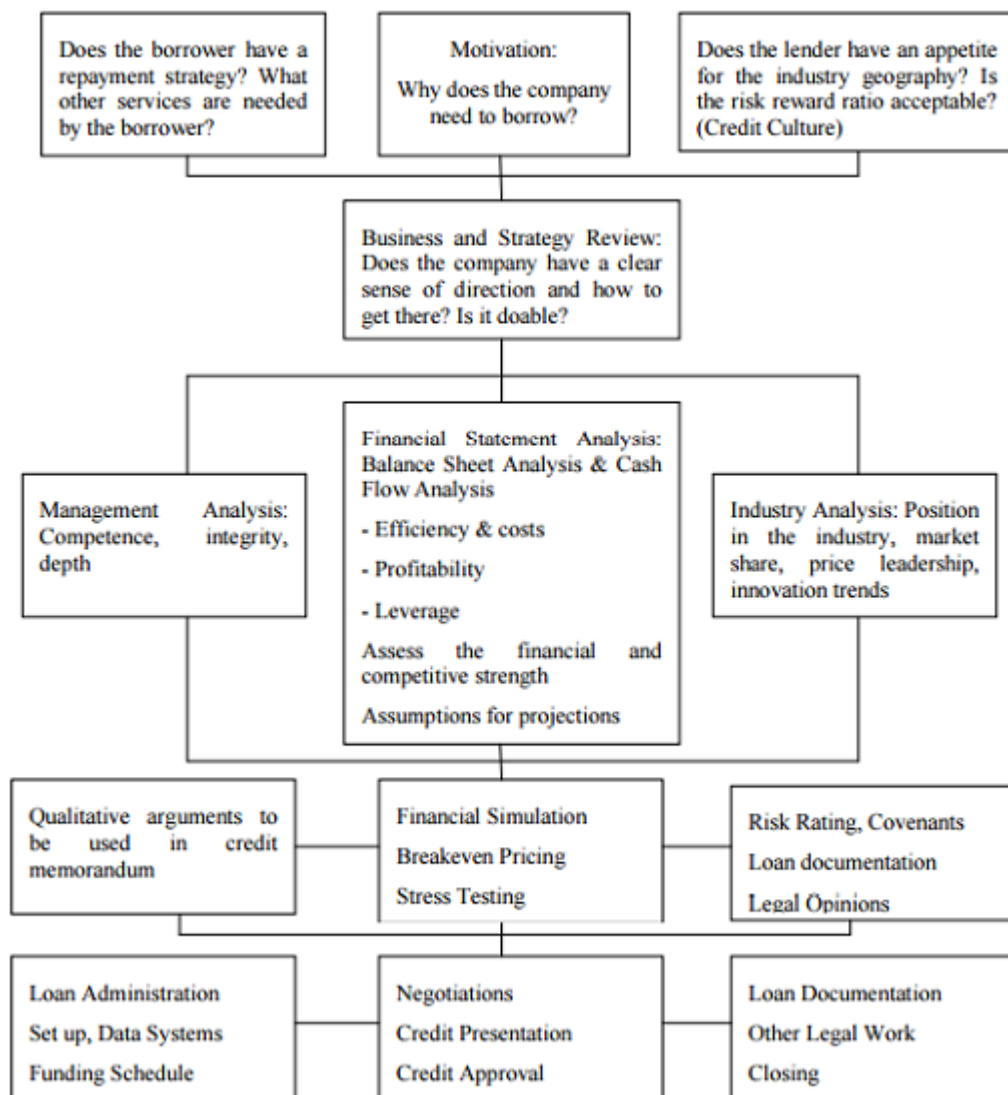 Does the borrower have a
repayment strategy? What
other services are needed
by the borrower?
Motivation:
Why does the company
need to borrow?
Does the lender have an appetite
for the industry geography? Is
the risk reward ratio acceptable?
(Credit Culture)
Business and Strategy Review:
Does the company have a clear
sense of direction and how to
get there? Is it doable?
Management Analysis:
Competence, integrity,
depth
Financial Statement Analysis:
Balance Sheet Analysis & Cash
Flow Analysis
- Efficiency & costs
- Profitability
- Leverage
Assess the financial and
competitive strength
Assumptions for projections
Industry Analysis: Position
in the industry, market
share, price leadership,
innovation trends
Qualitative arguments to
be used in credit
memorandum
Financial Simulation
Breakeven Pricing
Stress Testing
Risk Rating, Covenants
Loan documentation
Legal Opinions
Loan Administration
Set up, Data Systems
Funding Schedule
Negotiations
Credit Presentation
Credit Approval
Loan Documentation
Other Legal Work
Closing